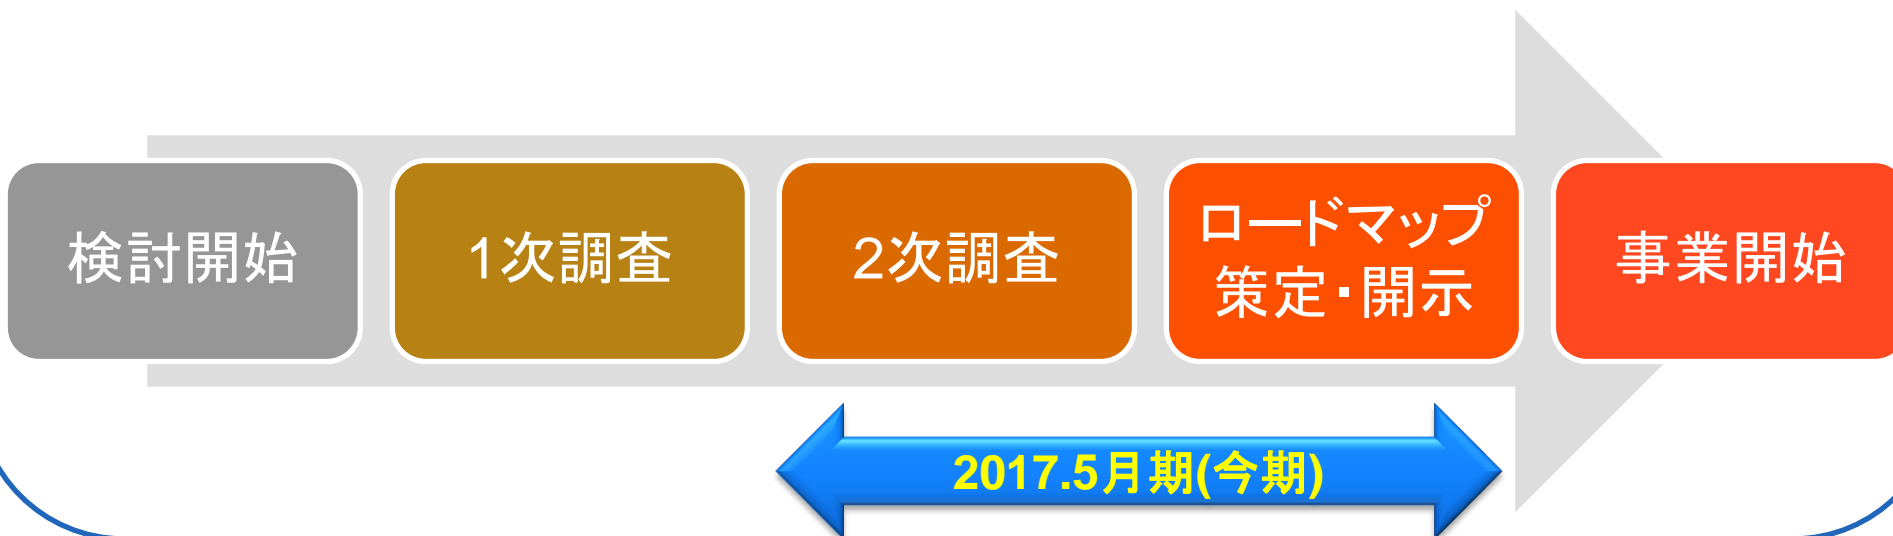 検討開始
1次調査
2次調査
ロードマップ
策定・開示
事業開始
2017.5月期(今期)